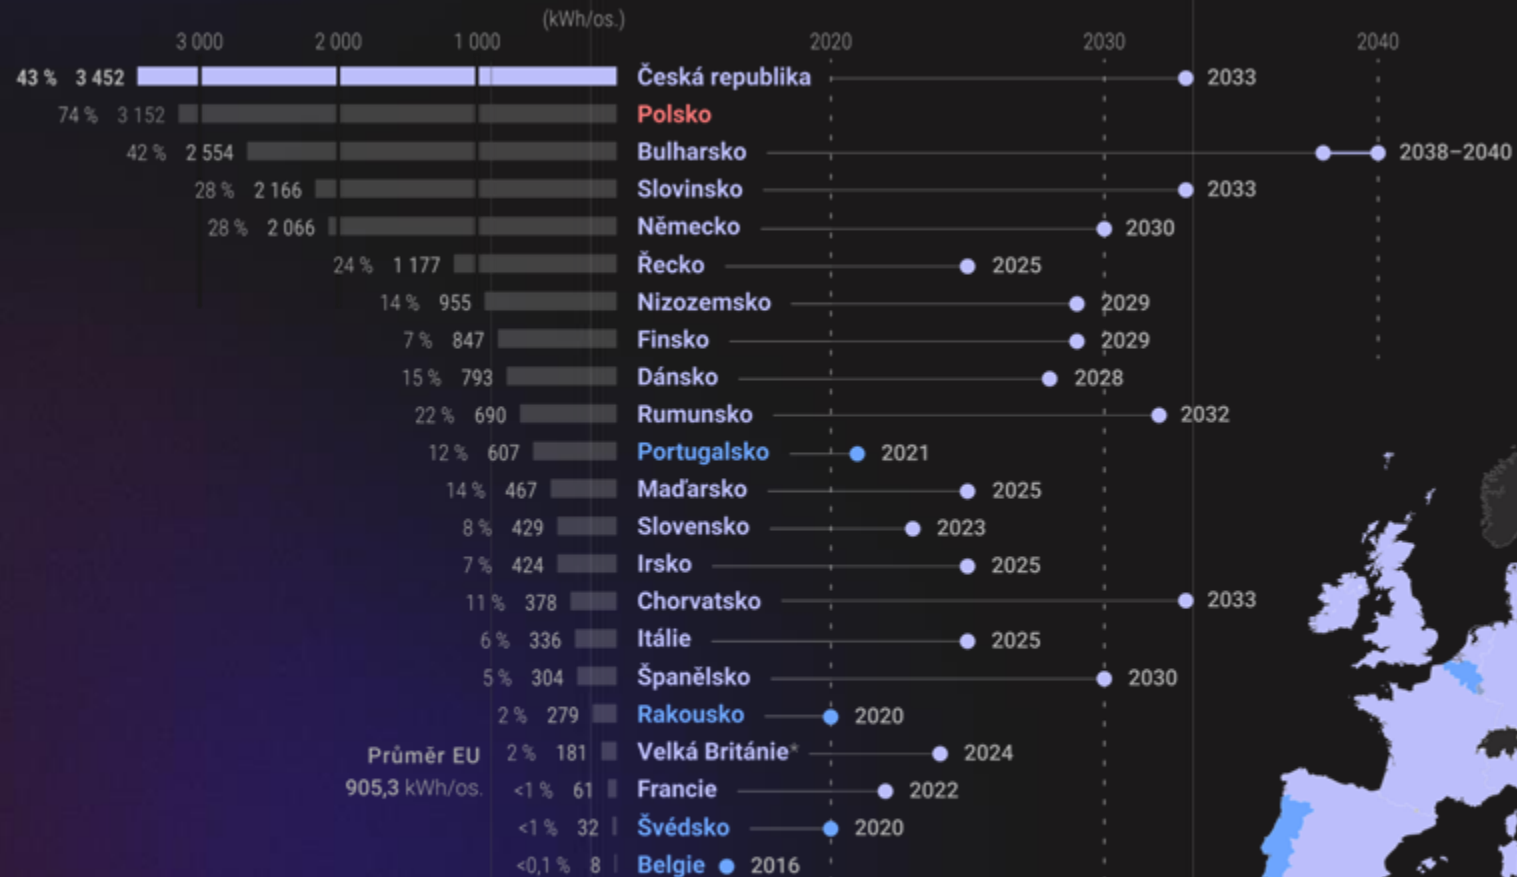 (kWh/os.)
3 000 2 000 1 000 2020 2030 2040
43 % 3 452 Česká republika 2033
74 % 3 152 Polsko
42 % 2 554 Bulharsko 2038–2040
28 % 2 166 Slovinsko 2033
28 % 2 066 Německo 2030
24 % 1 177 Řecko 2025
14 % 955 Nizozemsko 2029
7 % 847 Finsko 2029
15 % 793 Dánsko 2028
22 % 690 Rumunsko 2032
12 % 607 Portugalsko 2021
14 % 467 Maďarsko 2025
8 % 429 Slovensko 2023
7 % 424 Irsko 2025
11 % 378 Chorvatsko 2033
6 % 336 Itálie 2025
5 % 304 Španělsko 2030
2 % 279 Rakousko 2020
Průměr EU 2 % 181 Velká Británie* 2024
905,3 kWh/os. <1 % 61 Francie 2022
<1 % 32 Švédsko 2020
<0,1 % 8 Belgie 2016